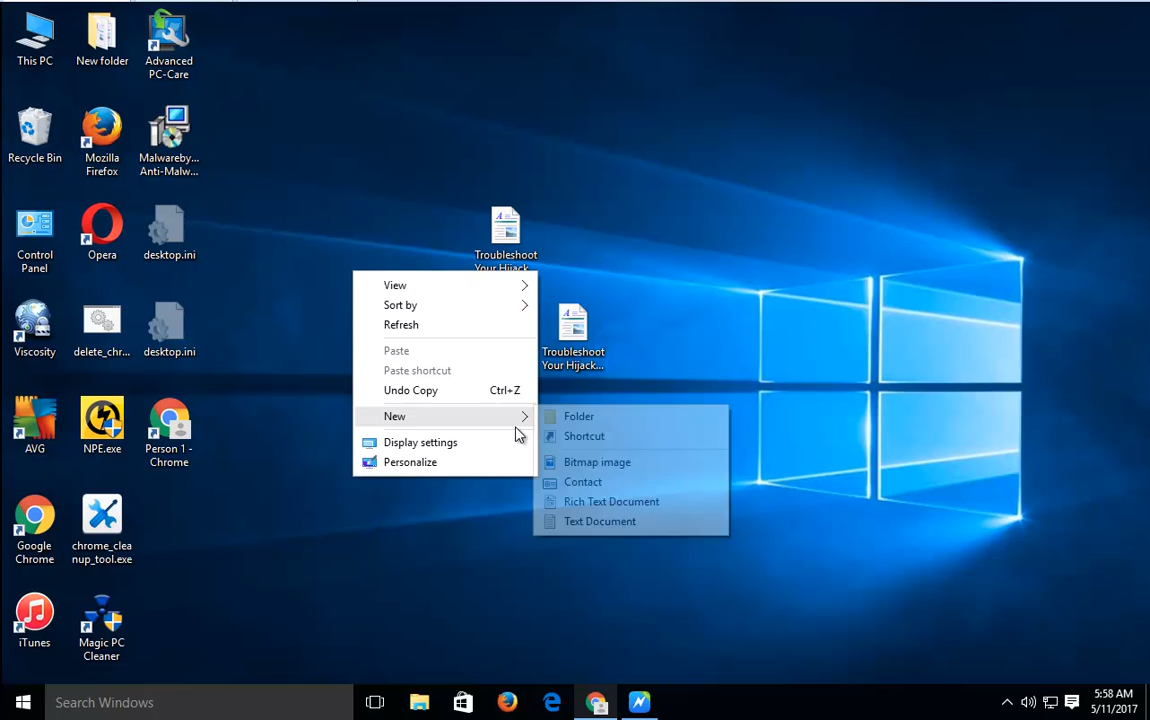 This PC
New folder
Advanced
PC-Care
Recycle Bin
Mozilla
Firefox
Malwareby...
Anti-Malw...
Control
Panel
Opera
desktop.ini
Troubleshoot
Your Hijack
Viscosity
delete_chr...
desktop.ini
Troubleshoot
Your Hijack...
AVG
NPE.exe
Person 1 -
Chrome
Google
Chrome
chrome_clea
nup_tool.exe
iTunes
Magic PC
Cleaner
View
Sort by
Refresh
Paste
Paste shortcut
Undo Copy Ctrl+Z
New
Display settings
Personalize
Folder
Shortcut
Bitmap image
Contact
Rich Text Document
Text Document
Search Windows
5:58 AM
5/11/2017